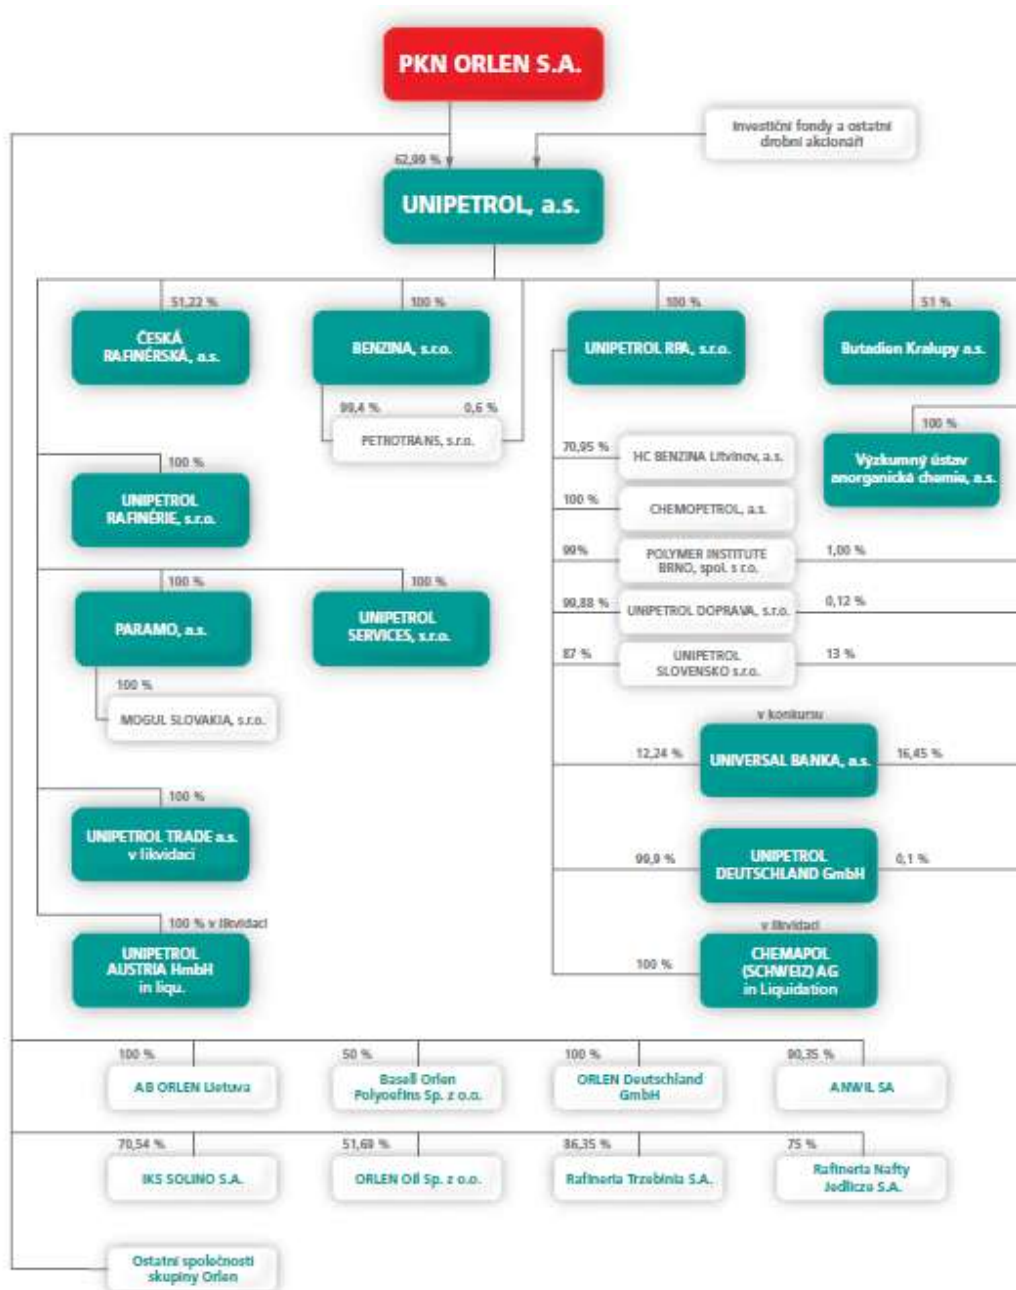 PKN ORLEN S.A.
Investiční fondy a ostatní
drobní akcionáři
62,99 %
UNIPETROL, a.s.
51,22 %
100 %
100 %
51 %
ČESKÁ
RAFINÉRSKÁ, a.s.
BENZINA, s.r.o.
UNIPETROL RPA, s.r.o.
Butadien Kralupy a.s.
99,4 %
0,6 %
PETROTRANS, s.r.o.
100 %
Výzkumný ústav
anorganické chemie, a.s.
70,95 %
HC BENZINA Litvínov, a.s.
100 %
UNIPETROL
RAFINÉRIE, s.r.o.
100 %
CHEMOPETROL, a.s.
99%
POLYMER INSTITUTE
BRNO, spol. s r.o.
1,00 %
100 %
100 %
PARAMO, a.s.
UNIPETROL
SERVICES, s.r.o.
99,88 %
UNIPETROL DOPRAVA, s.r.o.
0,12 %
87 %
UNIPETROL
SLOVENSKO s.r.o.
13 %
100 %
MOGUL SLOVAKIA, s.r.o.
v konkursu
12,24 %
UNIVERSAL BANKA, a.s.
16,45 %
100 %
UNIPETROL TRADE a.s.
v likvidaci
99,9 %
UNIPETROL
DEUTSCHLAND GmbH
0,1 %
100 % v likvidaci
UNIPETROL
AUSTRIA HmbH
in liqu.
v likvidaci
100 %
CHEMAPOL
(SCHWEIZ) AG
in Liquidation
100 %
50 %
100 %
90,35 %
AB ORLEN Lietuva
Basell Orlen
Polyoefins Sp. z o.o.
ORLEN Deutschland
GmbH
ANWIL SA
70,54 %
51,69 %
86,35 %
75 %
IKS SOLINO S.A.
ORLEN Oil Sp. z o.o.
Rafineria Trzebinia S.A.
Rafineria Nafty
Jedlicze S.A.
Ostatní společnosti
skupiny Orlen